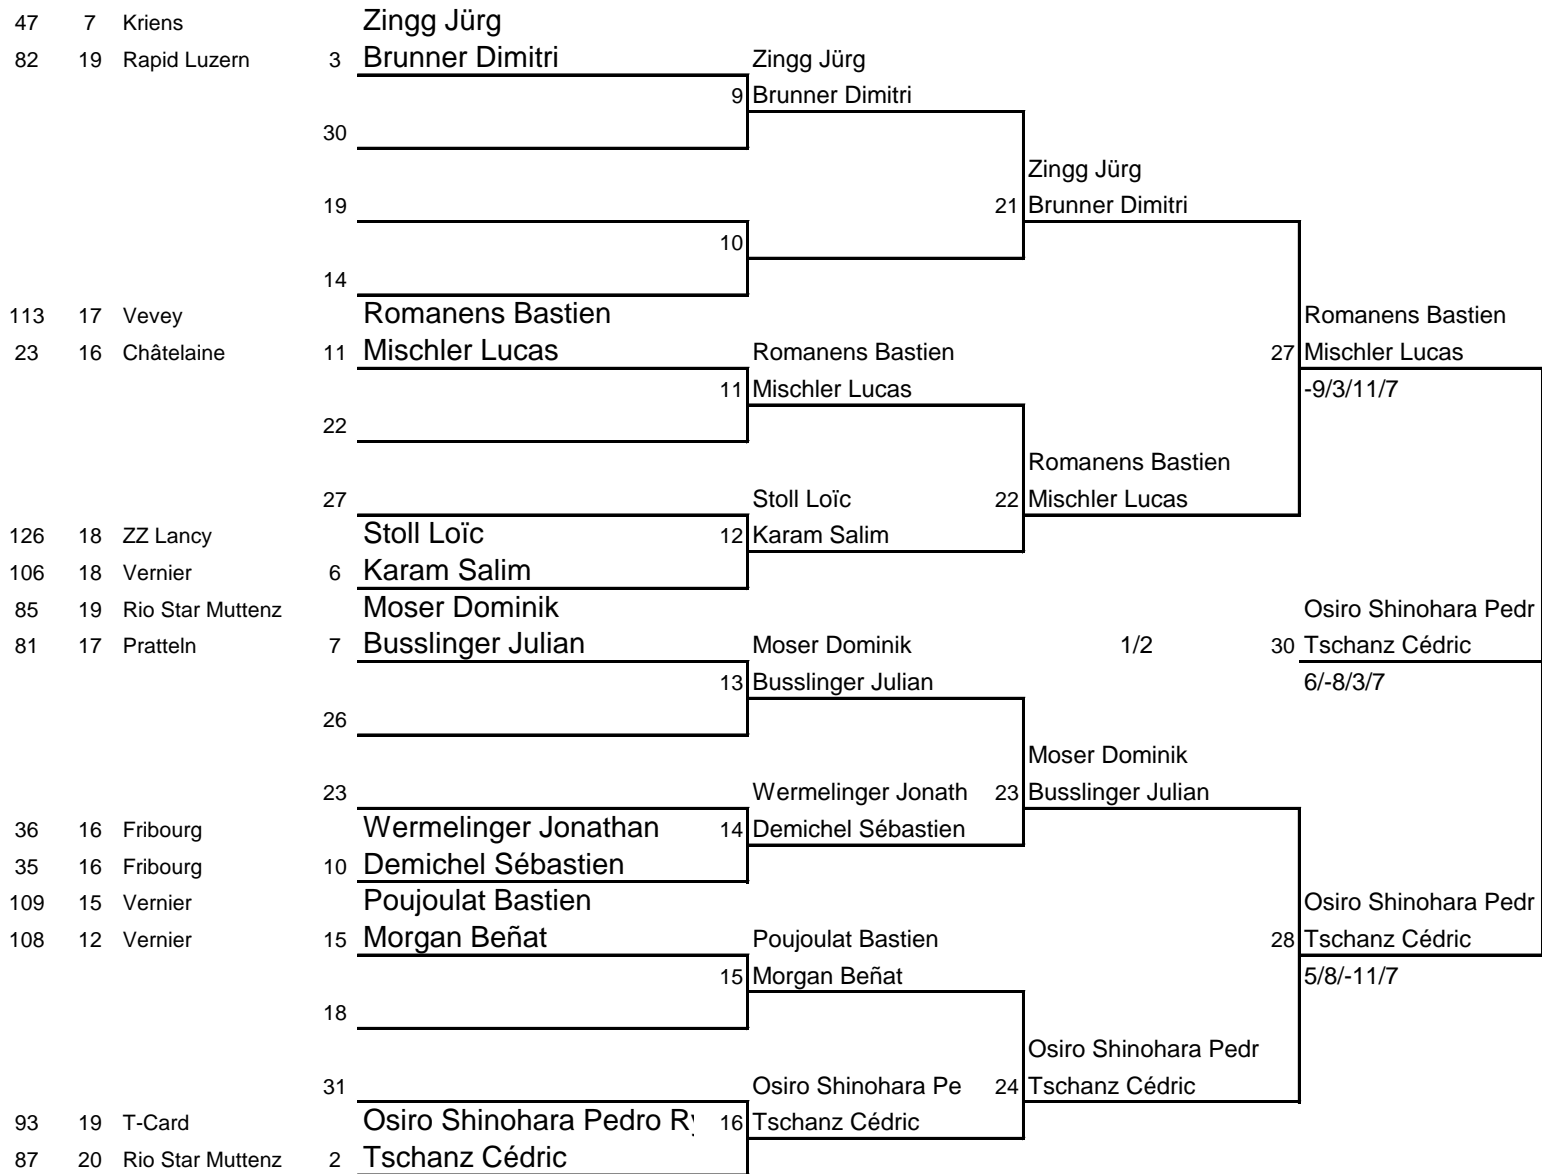 47 7 Kriens Zingg Jürg
82 19 Rapid Luzern 3 Brunner Dimitri Zingg Jürg
9 Brunner Dimitri
30
Zingg Jürg
19 21 Brunner Dimitri
10
14
113 17 Vevey Romanens Bastien Romanens Bastien
23 16 Châtelaine 11 Mischler Lucas Romanens Bastien 27 Mischler Lucas
11 Mischler Lucas -9/3/11/7
22
Romanens Bastien
27 Stoll Loïc 22 Mischler Lucas
126 18 ZZ Lancy Stoll Loïc 12 Karam Salim
106 18 Vernier 6 Karam Salim
85 19 Rio Star Muttenz Moser Dominik Osiro Shinohara Pedr
81 17 Pratteln 7 Busslinger Julian Moser Dominik 1/2 30 Tschanz Cédric
13 Busslinger Julian 6/-8/3/7
26
Moser Dominik
23 Wermelinger Jonath 23 Busslinger Julian
36 16 Fribourg Wermelinger Jonathan 14 Demichel Sébastien
35 16 Fribourg 10 Demichel Sébastien
109 15 Vernier Poujoulat Bastien Osiro Shinohara Pedr
108 12 Vernier 15 Morgan Beñat Poujoulat Bastien 28 Tschanz Cédric
15 Morgan Beñat 5/8/-11/7
18
Osiro Shinohara Pedr
31 Osiro Shinohara Pe 24 Tschanz Cédric
93 19 T-Card Osiro Shinohara Pedro Ry 16 Tschanz Cédric
87 20 Rio Star Muttenz 2 Tschanz Cédric